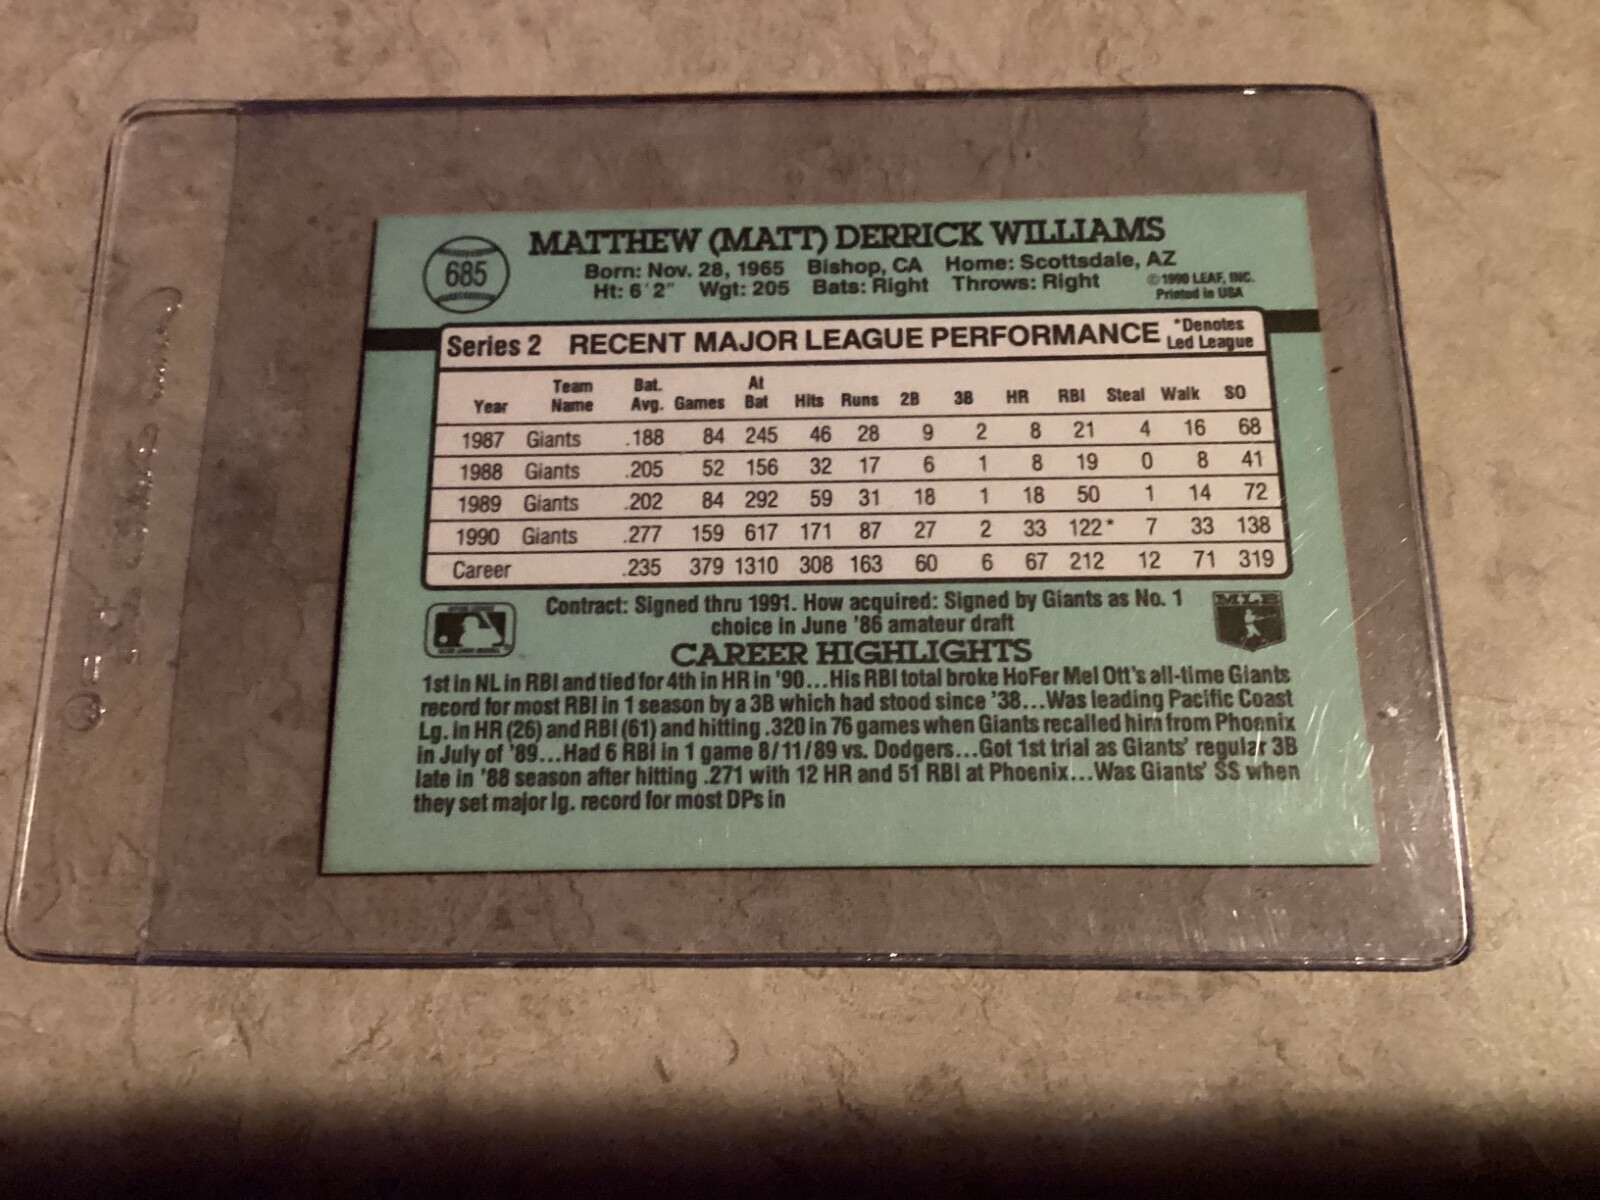 685
MATTHEW (MATT) DERRICK WILLIAMS
Born: Nov. 28, 1965 Bishop, CA Home: Scottsdale, AZ
Ht: 6'2" Wgt: 205 Bats: Right Throws: Right
©1990 LEAF, INC.
Printed in USA
Series 2 RECENT MAJOR LEAGUE PERFORMANCE *Denotes
Led League
Year Team Name Bat. Avg. Games At Bat Hits Runs 2B 3B HR RBI Steal Walk SO
1987 Giants .188 84 245 46 28 9 2 8 21 4 16 68
1988 Giants .205 52 156 32 17 6 1 8 19 0 8 41
1989 Giants .202 84 292 59 31 18 1 18 50 1 14 72
1990 Giants .277 159 617 171 87 27 2 33 122* 7 33 138
Career .235 379 1310 308 163 60 6 67 212 12 71 319
Contract: Signed thru 1991. How acquired: Signed by Giants as No. 1
choice in June '86 amateur draft
MLB
CAREER HIGHLIGHTS
1st in NL in RBI and tied for 4th in HR in '90...His RBI total broke HoFer Mel Ott's all-time Giants
record for most RBI in 1 season by a 3B which had stood since '38...Was leading Pacific Coast
Lg. in HR (26) and RBI (61) and hitting .320 in 76 games when Giants recalled him from Phoenix
in July of '89...Had 6 RBI in 1 game 8/11/89 vs. Dodgers...Got 1st trial as Giants' regular 3B
late in '88 season after hitting .271 with 12 HR and 51 RBI at Phoenix...Was Giants' SS when
they set major lg. record for most DPs in